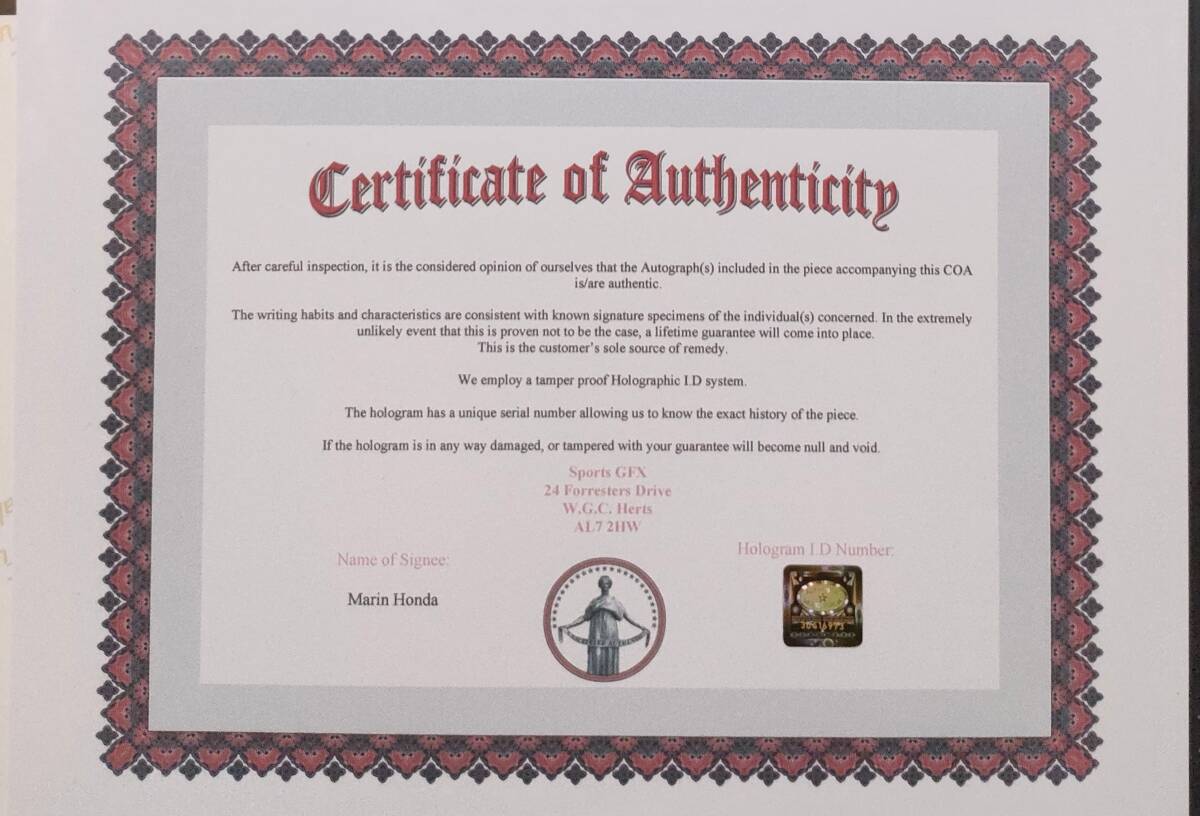 Certificate of Authenticity
After careful inspection, it is the considered opinion of ourselves that the Autograph(s) included in the piece accompanying this COA
is/are authentic.
The writing habits and characteristics are consistent with known signature specimens of the individual(s) concerned. In the extremely
unlikely event that this is proven not to be the case, a lifetime guarantee will come into place.
This is the customer's sole source of remedy.
We employ a tamper proof Holographic I.D system.
The hologram has a unique serial number allowing us to know the exact history of the piece.
If the hologram is in any way damaged, or tampered with your guarantee will become null and void.
Sports GFX
24 Forresters Drive
W.G.C. Herts
AL7 2HW
Name of Signee:
Marin Honda
Hologram I.D Number: